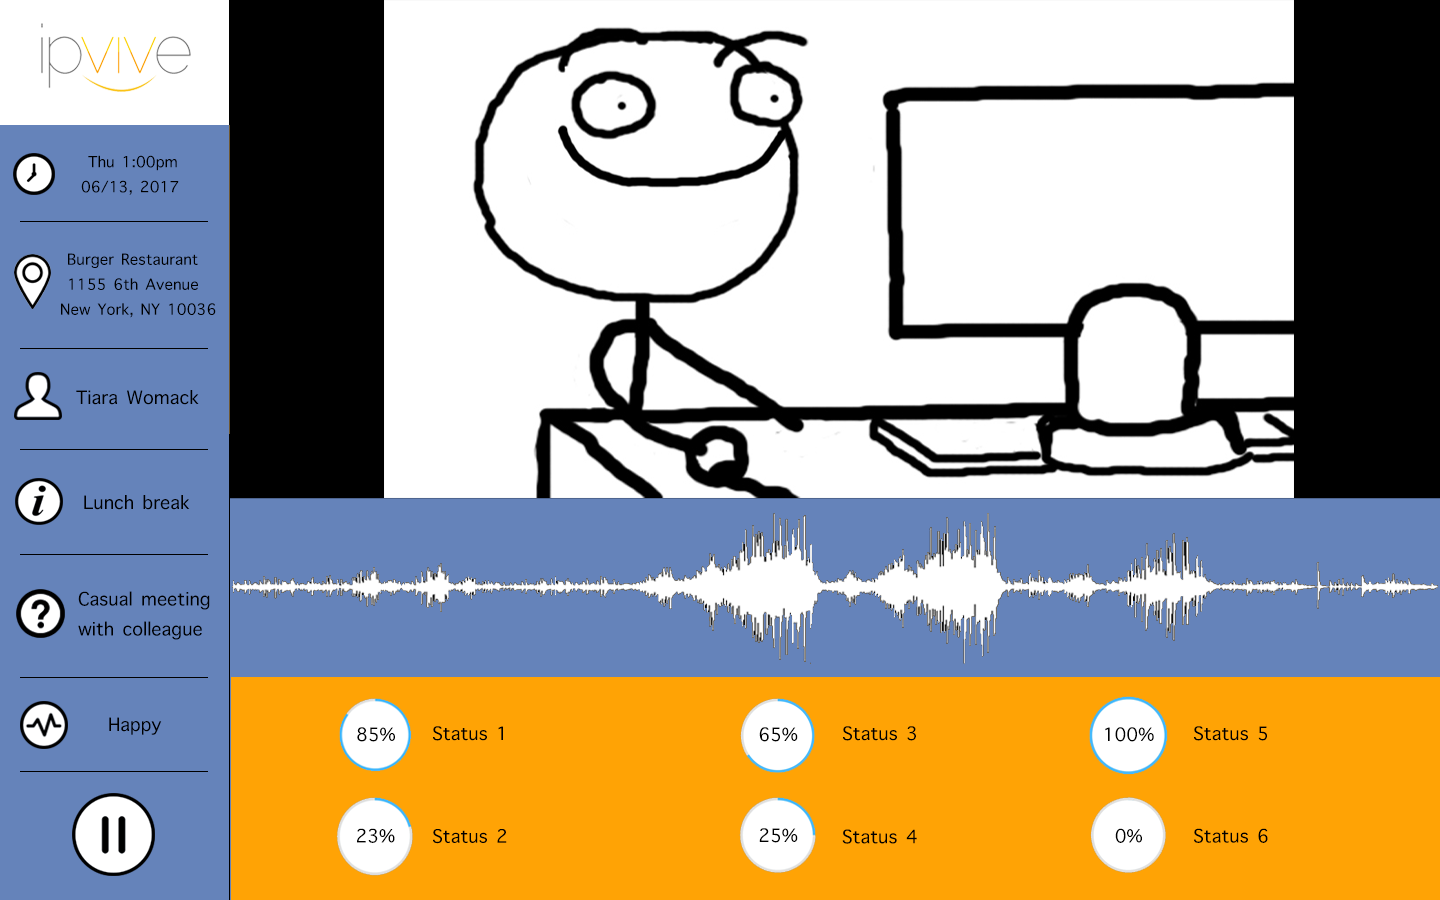 ipvive
Thu 1:00pm
06/13, 2017
Burger Restaurant
1155 6th Avenue
New York, NY 10036
Tiara Womack
i
Lunch break
?
Casual meeting
with colleague
Happy
85% Status 1
65% Status 3
100% Status 5
23% Status 2
25% Status 4
0% Status 6